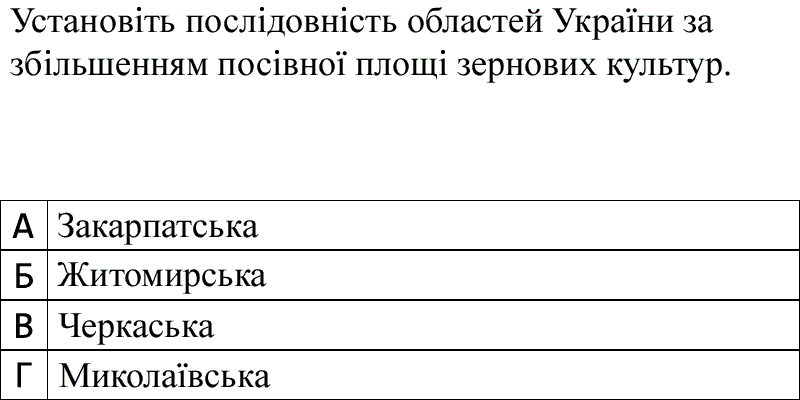 Установіть послідовність областей України за
збільшенням посівної площі зернових культур.
А Закарпатська
Б Житомирська
В Черкаська
Г Миколаївська